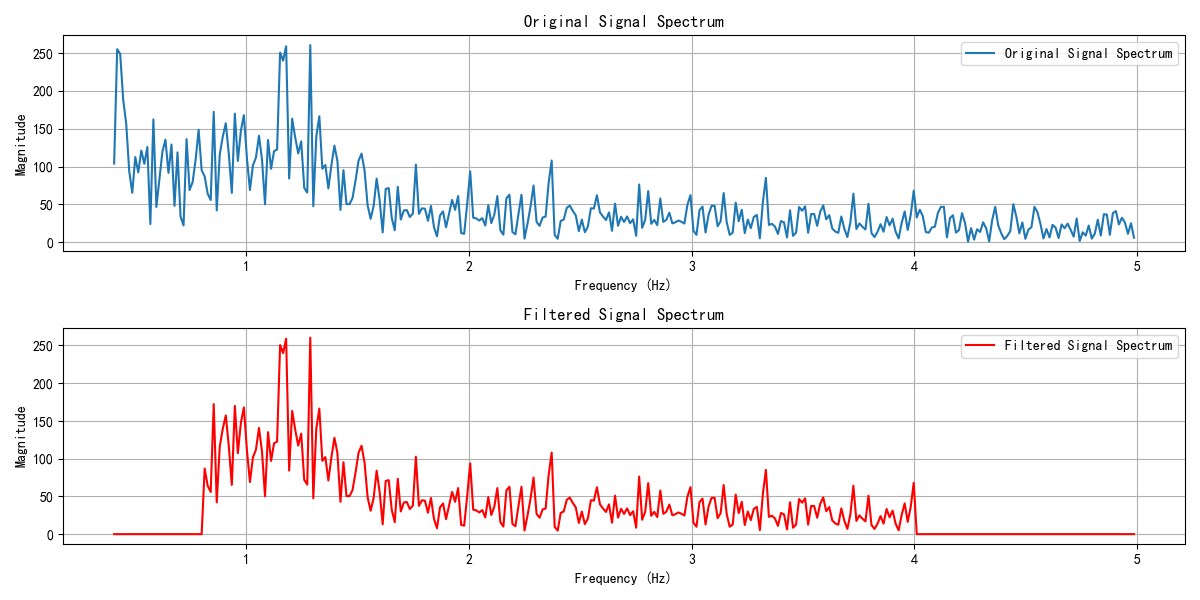 Original Signal Spectrum
Original Signal Spectrum
Magnitude
250
200
150
100
50
0
1
2
3
4
5
Frequency (Hz)
Filtered Signal Spectrum
Filtered Signal Spectrum
Magnitude
250
200
150
100
50
0
1
2
3
4
5
Frequency (Hz)